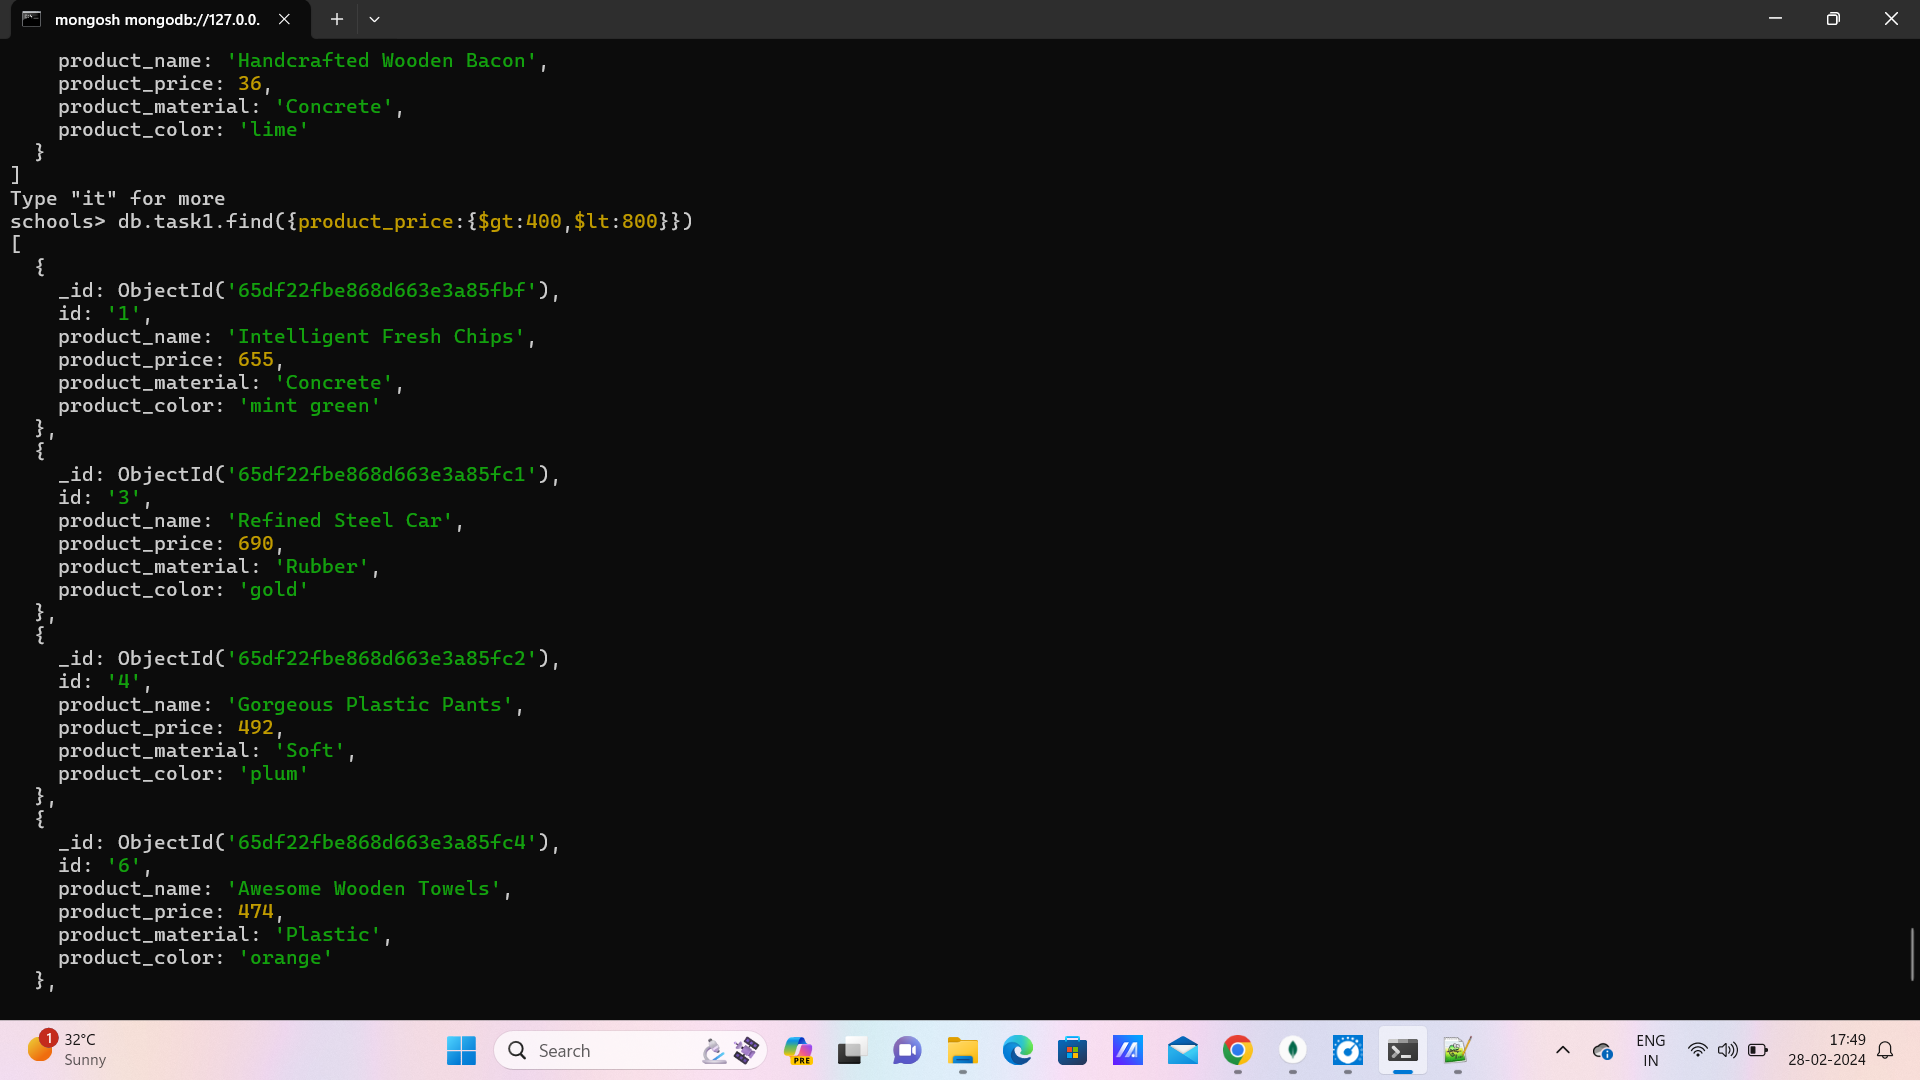 mongosh mongodb://127.0.0.
product_name: 'Handcrafted Wooden Bacon',
product_price: 36,
product_material: 'Concrete',
product_color: 'lime'
}
]
Type "it" for more
schools> db.task1.find({product_price:{$gt:400,$lt:800}})
[
{
_id: ObjectId('65df22fbe868d663e3a85fbf'),
id: '1',
product_name: 'Intelligent Fresh Chips',
product_price: 655,
product_material: 'Concrete',
product_color: 'mint green'
},
{
_id: ObjectId('65df22fbe868d663e3a85fc1'),
id: '3',
product_name: 'Refined Steel Car',
product_price: 690,
product_material: 'Rubber',
product_color: 'gold'
},
{
_id: ObjectId('65df22fbe868d663e3a85fc2'),
id: '4',
product_name: 'Gorgeous Plastic Pants',
product_price: 492,
product_material: 'Soft',
product_color: 'plum'
},
{
_id: ObjectId('65df22fbe868d663e3a85fc4'),
id: '6',
product_name: 'Awesome Wooden Towels',
product_price: 474,
product_material: 'Plastic',
product_color: 'orange'
},
1
32°C
Sunny
Search
PRE
ENG
IN
17:49
28-02-2024